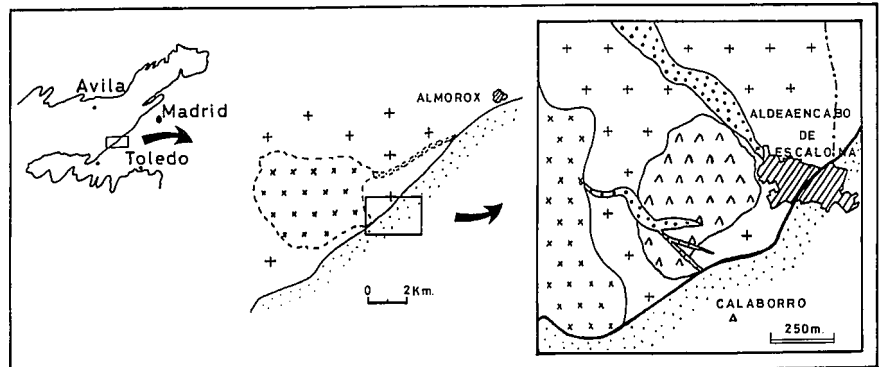 Avila
Madrid
Toledo
ALMOROX
0 2Km.
ALDEAENCABO
DE
ESCALONA
CALABORRO
250m.